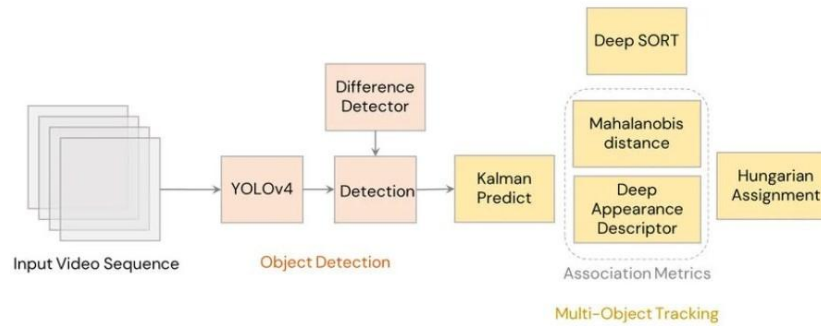 Deep SORT
Difference
Detector
Mahalanobis
distance
YOLOv4
Detection
Kalman
Predict
Deep
Appearance
Descriptor
Hungarian
Assignment
Input Video Sequence
Object Detection
Association Metrics
Multi-Object Tracking